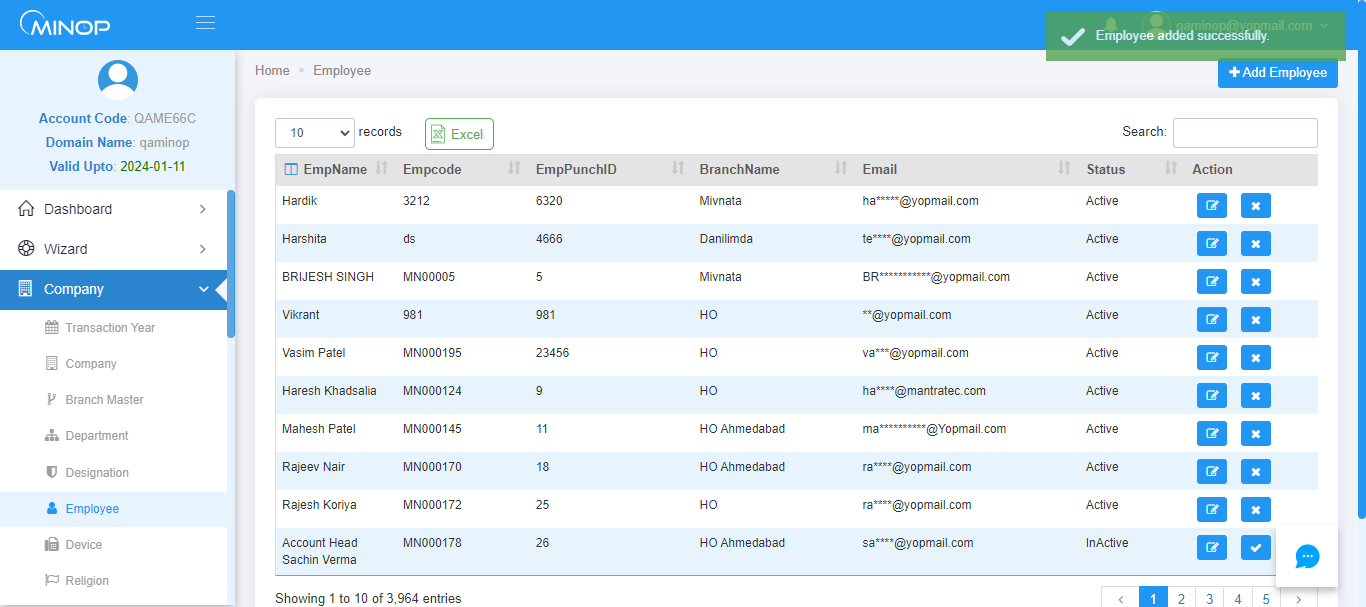 MINOP
qaminop@yopmail.com
Employee added successfully.
Account Code: QAME66C
Domain Name: qaminop
Valid Upto: 2024-01-11
Dashboard
Wizard
Company
Transaction Year
Company
Branch Master
Department
Designation
Employee
Device
Religion
Home • Employee
Add Employee
10 records Excel Search:
EmpName Empcode EmpPunchID BranchName Email Status Action
Hardik 3212 6320 Mivnata ha*****@yopmail.com Active
Harshita ds 4666 Danilimda te****@yopmail.com Active
BRIJESH SINGH MN00005 5 Mivnata BR***********@yopmail.com Active
Vikrant 981 981 HO **@yopmail.com Active
Vasim Patel MN000195 23456 HO va***@yopmail.com Active
Haresh Khadsalia MN000124 9 HO ha****@mantratec.com Active
Mahesh Patel MN000145 11 HO Ahmedabad ma**********@Yopmail.com Active
Rajeev Nair MN000170 18 HO Ahmedabad ra****@yopmail.com Active
Rajesh Koriya MN000172 25 HO ra****@yopmail.com Active
Account Head MN000178 26 HO Ahmedabad sa****@yopmail.com InActive
Sachin Verma
Showing 1 to 10 of 3,964 entries
‹ 1 2 3 4 5 ›